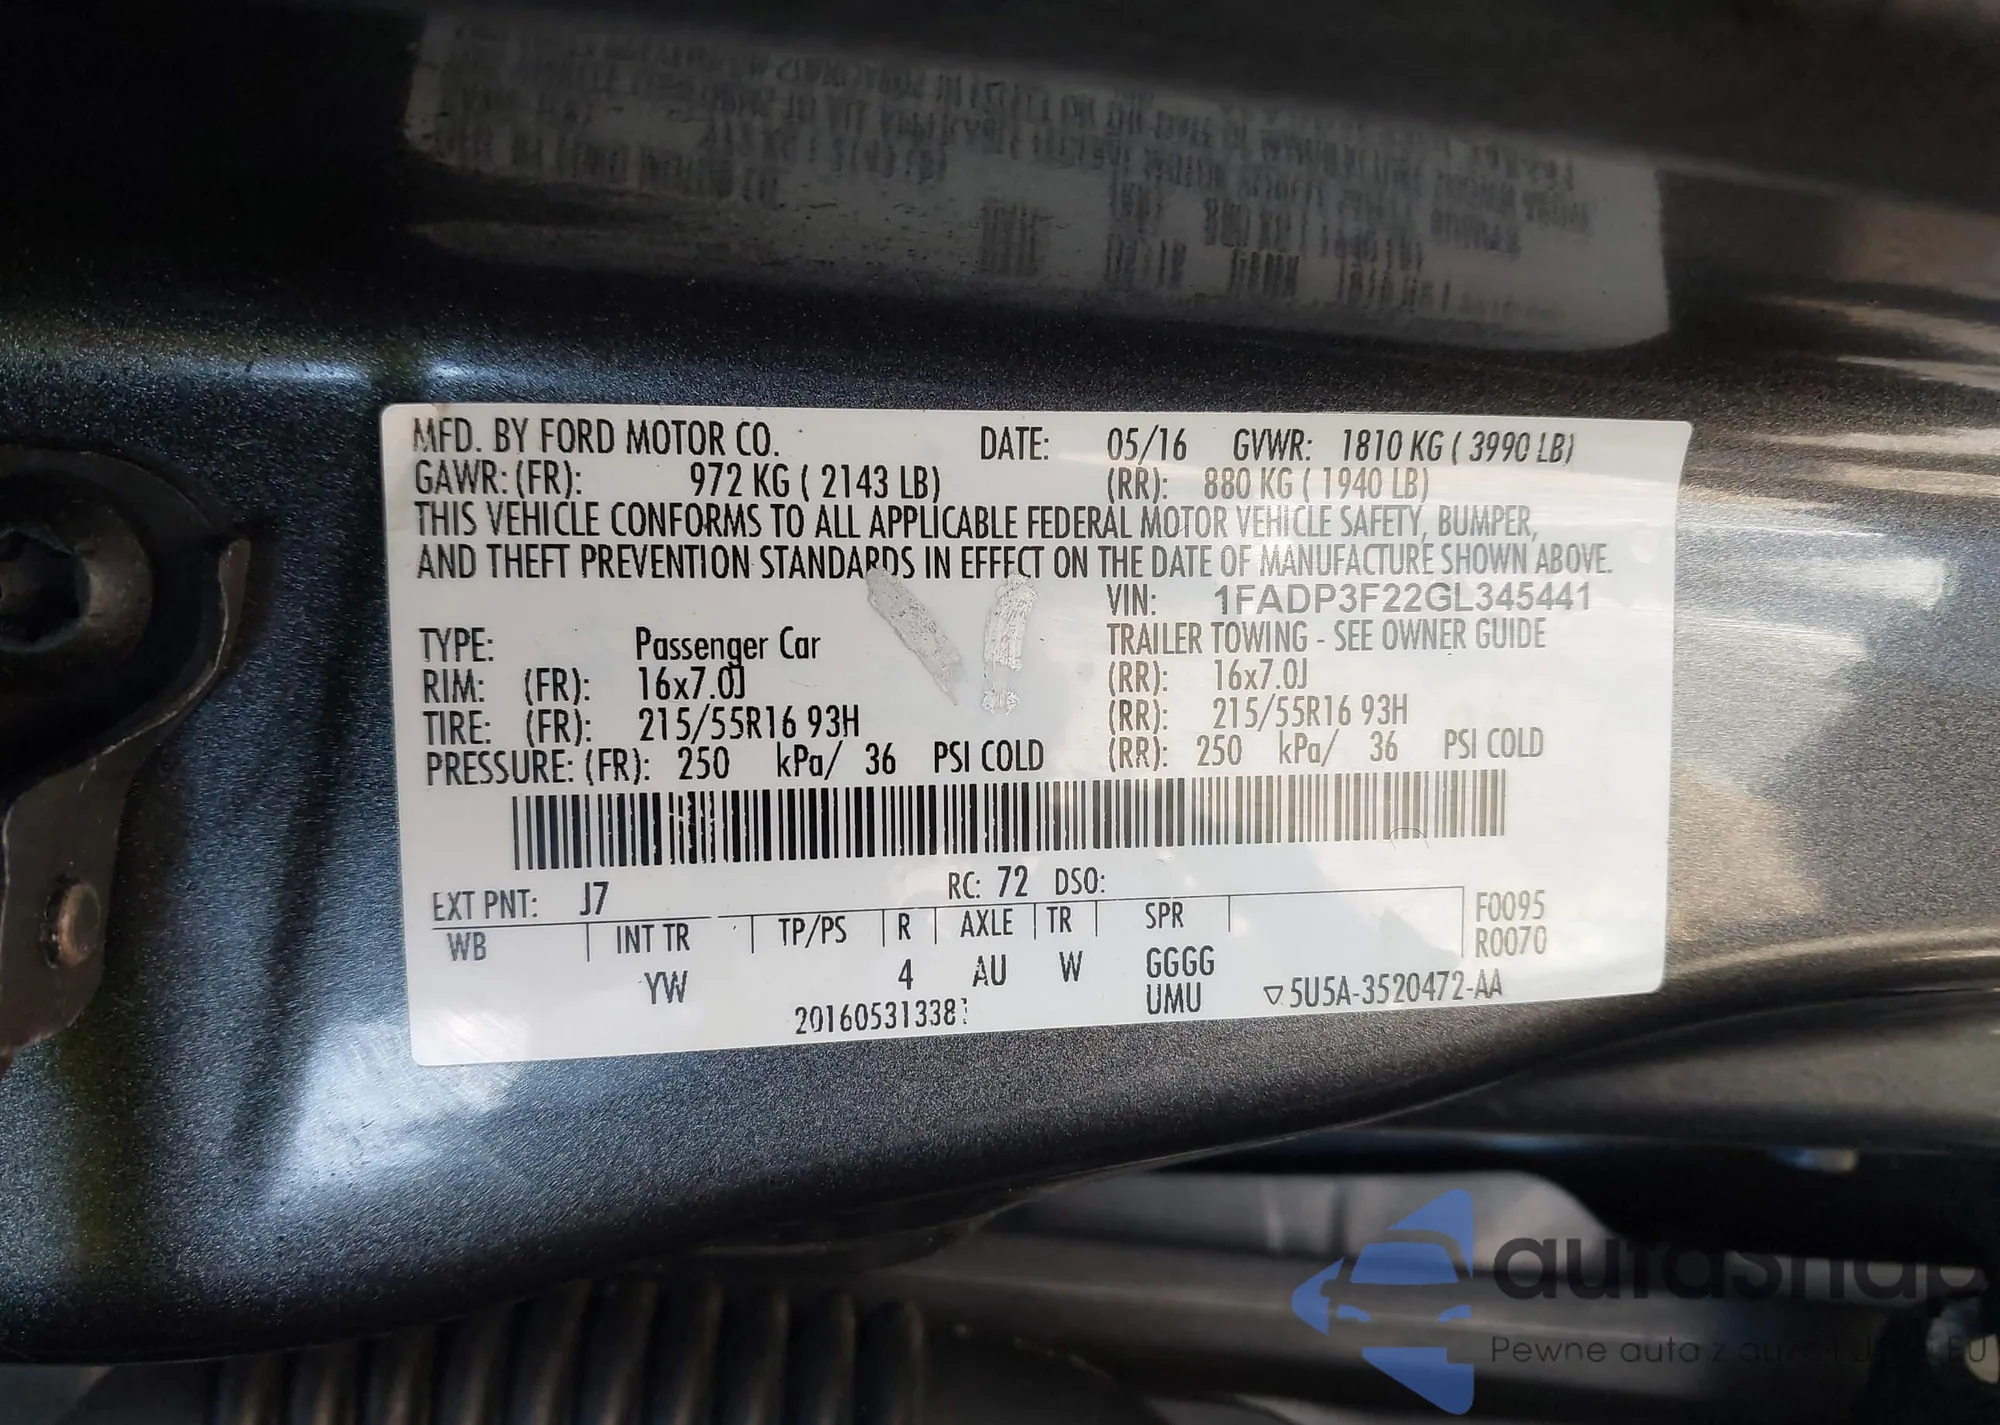 MFD. BY FORD MOTOR CO. DATE: 05/16 GVWR: 1810 KG ( 3990 LB)
GAWR: (FR): 972 KG ( 2143 LB) (RR): 880 KG ( 1940 LB)
THIS VEHICLE CONFORMS TO ALL APPLICABLE FEDERAL MOTOR VEHICLE SAFETY, BUMPER,
AND THEFT PREVENTION STANDARDS IN EFFECT ON THE DATE OF MANUFACTURE SHOWN ABOVE.
VIN: 1FADP3F22GL345441
TYPE: Passenger Car TRAILER TOWING - SEE OWNER GUIDE
RIM: (FR): 16x7.0J (RR): 16x7.0J
TIRE: (FR): 215/55R16 93H (RR): 215/55R16 93H
PRESSURE: (FR): 250 kPa/ 36 PSI COLD (RR): 250 kPa/ 36 PSI COLD
EXT PNT: J7 RC: 72 DSO:
WB INT TR TP/PS R AXLE TR SPR F0095
R0070
YW 4 AU W GGGG
UMU ▽5U5A-3520472-AA
autashop
Pewne auta z